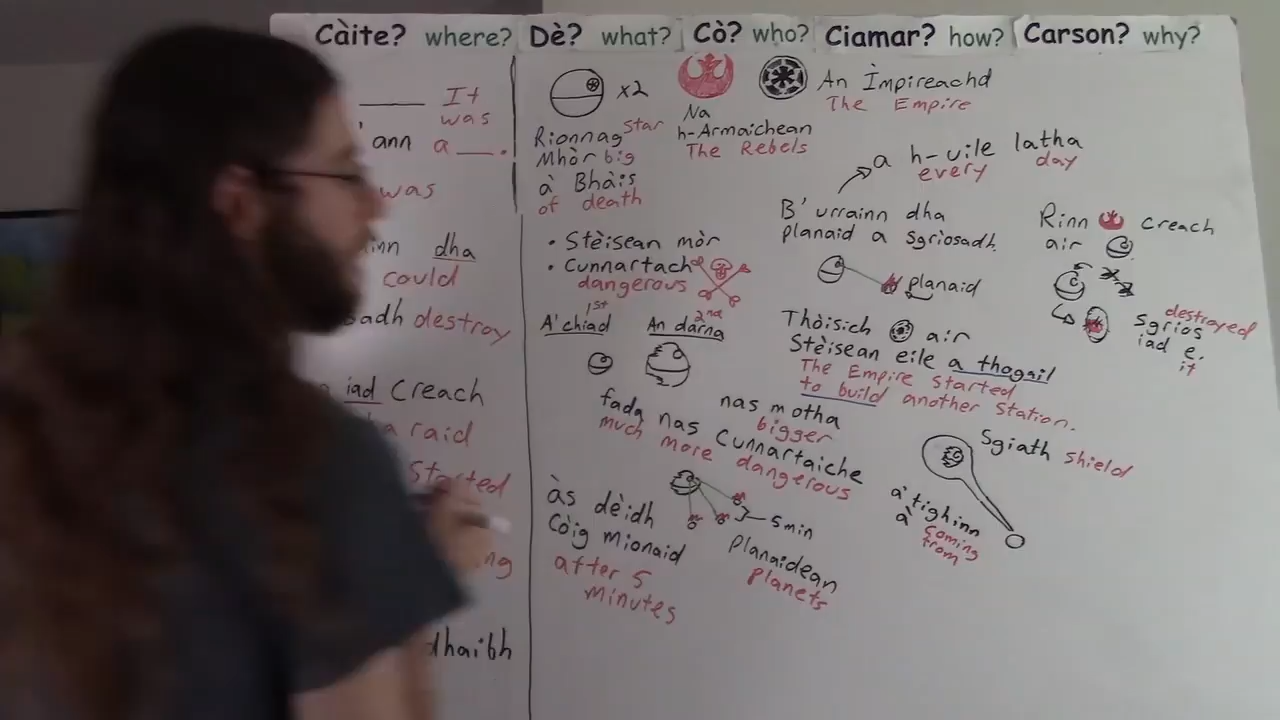 Càite? where? Dè? what? Cò? who? Ciamar? how? Carson? why?
It
was
ann a ___.
was
dha
could
destroy
iad creach
a raid
started
dhaibh
x2
Rionnag star
Mhòr big
à Bhàis
of death
Na
h-Armaichean
The Rebels
An Ìmpireachd
The Empire
a h-uile latha
every day
B'urrainn dha
planaid a sgriosadh
planaid
Rinn creach
air
destroyed
Sgrios
iad e.
it
• Stèisean mòr
• Cunnartach
dangerous
1st
A'chiad
2nd
An dàrna
Thòisich air
Stèisean eile a thogail
The Empire started
to build another station.
nas motha
bigger
fada nas Cunnartaiche
much more dangerous
às dèidh
Còig mionaid
after 5
minutes
5 min
Planaidean
planets
Sgiath shield
a' tighinn
à coming
from